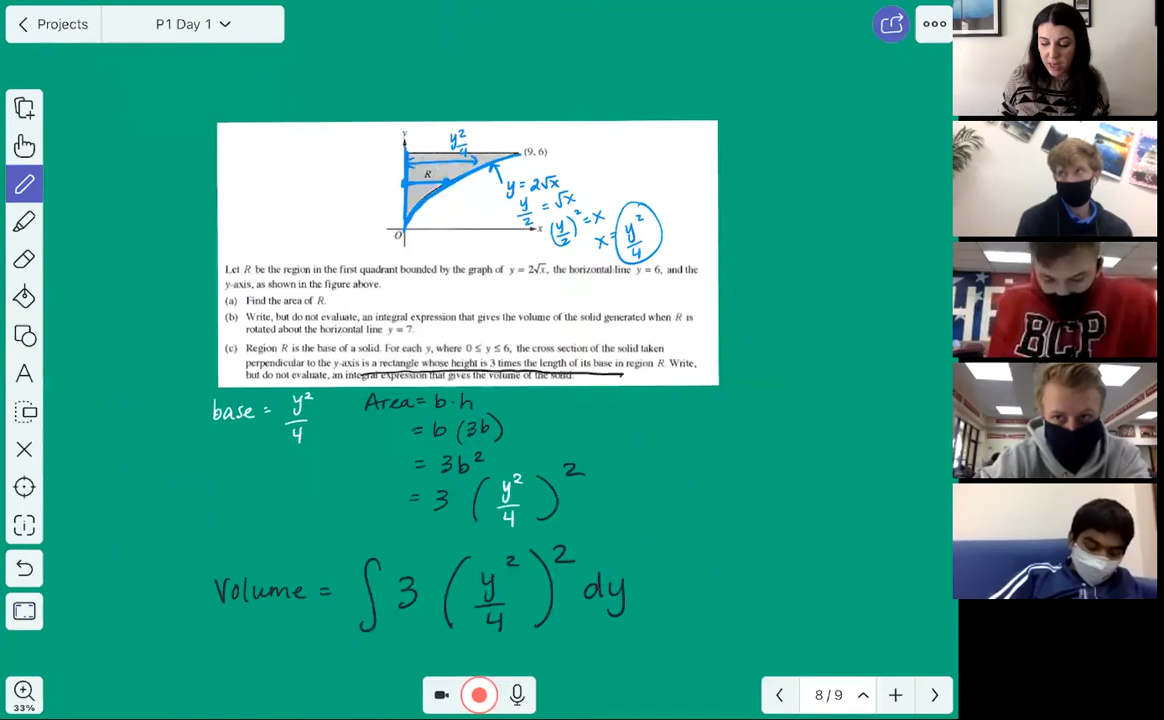 Projects
P1 Day 1
y
y²/4
(9, 6)
R
y = 2√x
y/2 = √x
(y/2)² = x
x = y²/4
x
O
Let R be the region in the first quadrant bounded by the graph of y = 2√x, the horizontal line y = 6, and the
y-axis, as shown in the figure above.
(a) Find the area of R.
(b) Write, but do not evaluate, an integral expression that gives the volume of the solid generated when R is
rotated about the horizontal line y = 7.
(c) Region R is the base of a solid. For each y, where 0 ≤ y ≤ 6, the cross section of the solid taken
perpendicular to the y-axis is a rectangle whose height is 3 times the length of its base in region R. Write,
but do not evaluate, an integral expression that gives the volume of the solid.
base = y²/4
Area = b·h
= b(3b)
= 3b²
= 3(y²/4)²
Volume = ∫ 3(y²/4)² dy
BCP
A
33%
8/9